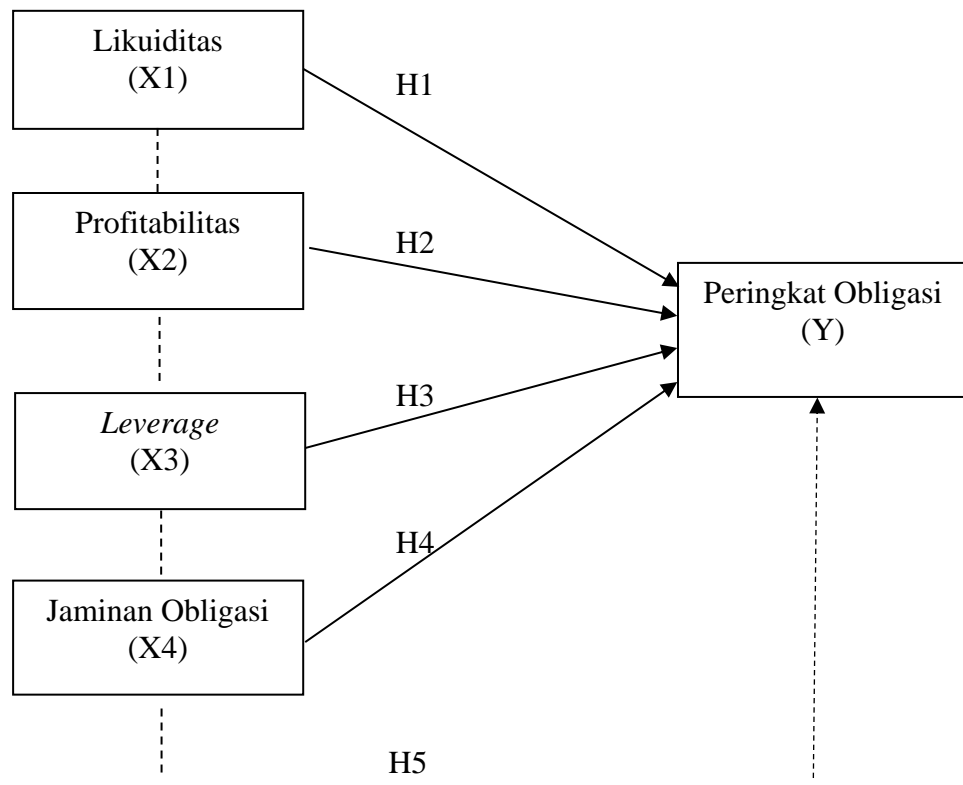 Likuiditas
(X1)
H1
Profitabilitas
(X2)
H2
Peringkat Obligasi
(Y)
Leverage
(X3)
H3
H4
Jaminan Obligasi
(X4)
H5